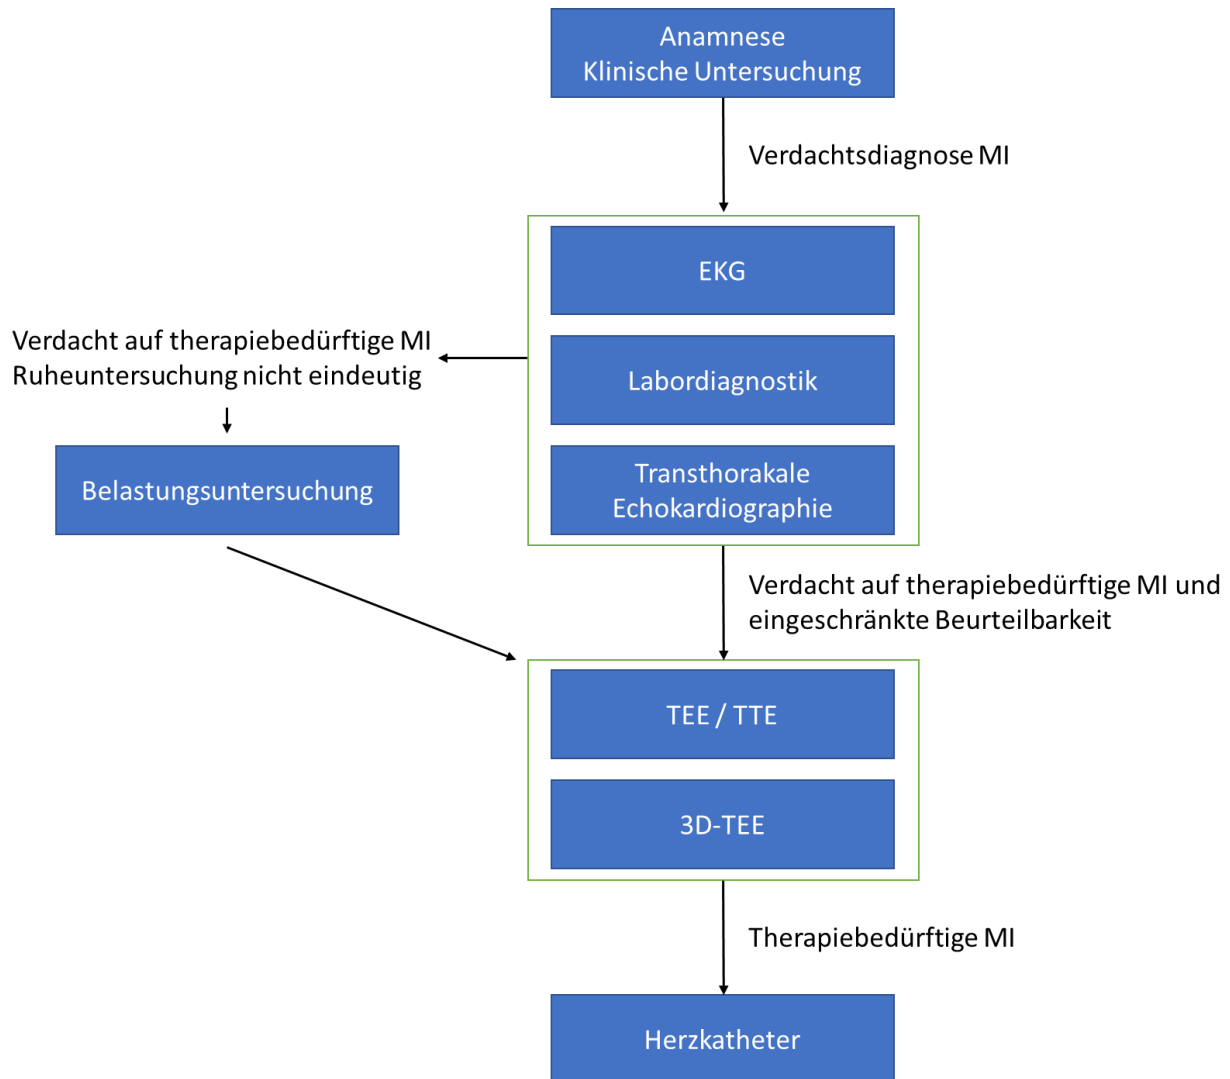 Anamnese
Klinische Untersuchung
Verdachtsdiagnose MI
EKG
Verdacht auf therapiebedürftige MI
Ruheuntersuchung nicht eindeutig
Labordiagnostik
Belastungsuntersuchung
Transthorakale
Echokardiographie
Verdacht auf therapiebedürftige MI und
eingeschränkte Beurteilbarkeit
TEE / TTE
3D-TEE
Therapiebedürftige MI
Herzkatheter